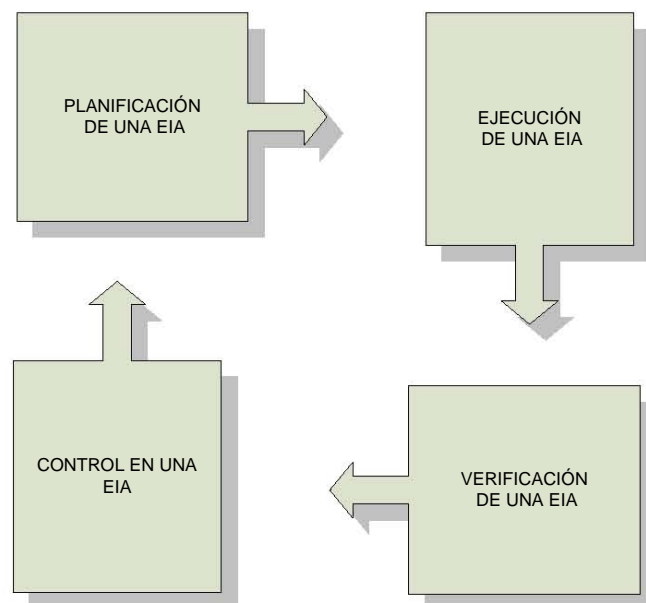 PLANIFICACIÓN
DE UNA EIA
EJECUCIÓN
DE UNA EIA
CONTROL EN UNA
EIA
VERIFICACIÓN
DE UNA EIA